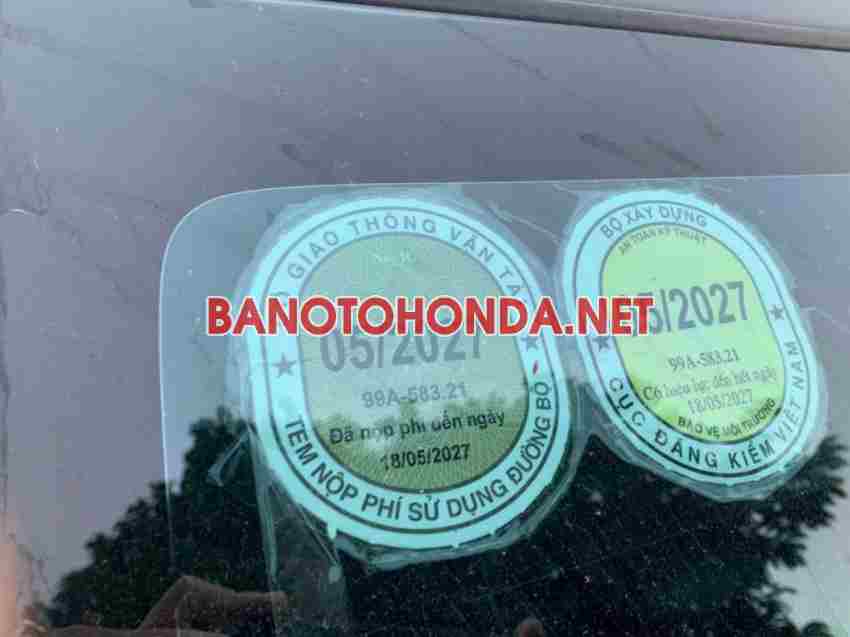 GIAO THÔNG VẬN TẢI
05/2027
99A-583.21
Đã nộp phí đến ngày
18/05/2027
TEM NỘP PHÍ SỬ DỤNG ĐƯỜNG BỘ
BỘ XÂY DỰNG
AN TOÀN KỸ THUẬT
05/2027
99A-583.21
Có hiệu lực đến hết ngày
18/05/2027
BẢO VỆ MÔI TRƯỜNG
CỤC ĐĂNG KIỂM VIỆT NAM
BANOTOHONDA.NET